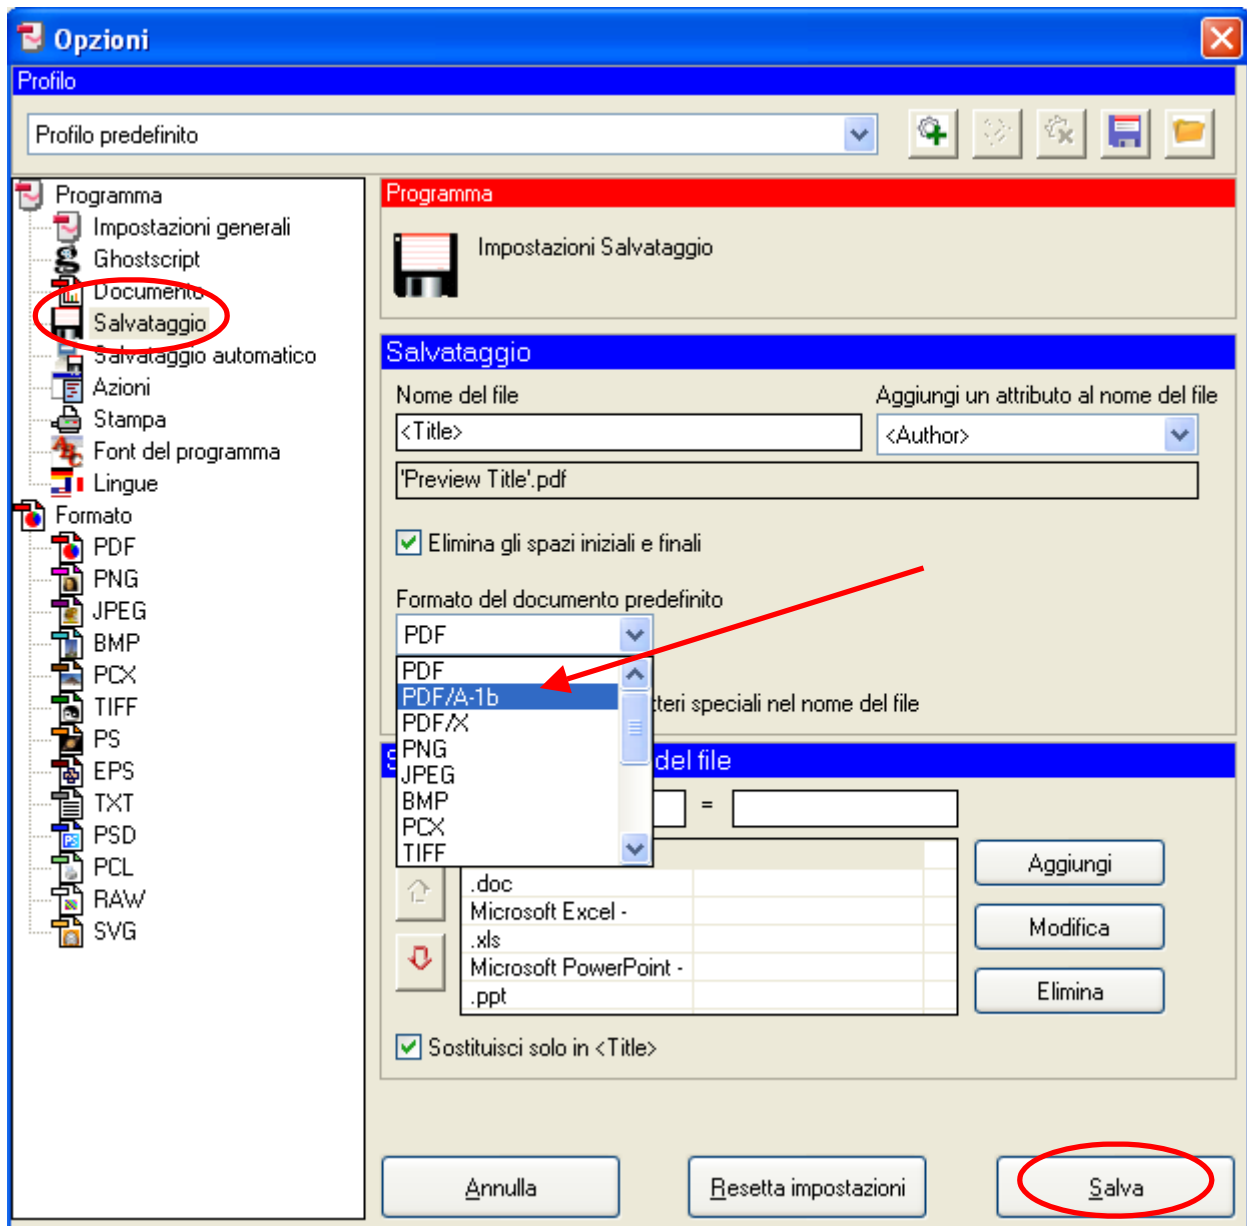 Opzioni
Profilo
Profilo predefinito
Programma
Impostazioni generali
Ghostscript
Documento
Salvataggio
Salvataggio automatico
Azioni
Stampa
Font del programma
Lingue
Formato
PDF
PNG
JPEG
BMP
PCX
TIFF
PS
EPS
TXT
PSD
PCL
RAW
SVG
Programma
Impostazioni Salvataggio
Salvataggio
Nome del file
Aggiungi un attributo al nome del file
<Title>
<Author>
'Preview Title'.pdf
Elimina gli spazi iniziali e finali
Formato del documento predefinito
PDF
PDF
PDF/A-1b
PDF/X
PNG
JPEG
BMP
PCX
TIFF
tteri speciali nel nome del file
del file
=
.doc
Microsoft Excel -
.xls
Microsoft PowerPoint -
.ppt
Aggiungi
Modifica
Elimina
Sostituisci solo in <Title>
Annulla
Resetta impostazioni
Salva